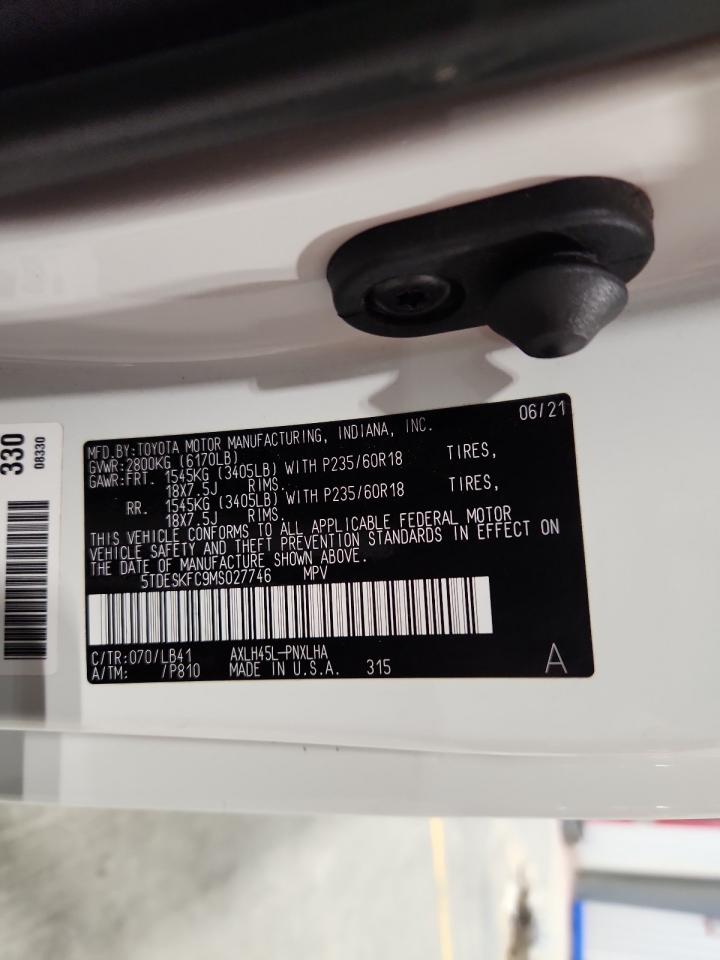 330
08330
06/21
MFD.BY:TOYOTA MOTOR MANUFACTURING, INDIANA, INC.
GVWR:2800KG (6170LB)
GAWR:FRT. 1545KG (3405LB) WITH P235/60R18 TIRES,
18X7.5J RIMS.
RR. 1545KG (3405LB) WITH P235/60R18 TIRES,
18X7.5J RIMS.
THIS VEHICLE CONFORMS TO ALL APPLICABLE FEDERAL MOTOR
VEHICLE SAFETY AND THEFT PREVENTION STANDARDS IN EFFECT ON
THE DATE OF MANUFACTURE SHOWN ABOVE.
5TDESKFC9MS027746 MPV
C/TR:070/LB41 AXLH45L-PNXLHA
A/TM: /P810 MADE IN U.S.A. 315 A